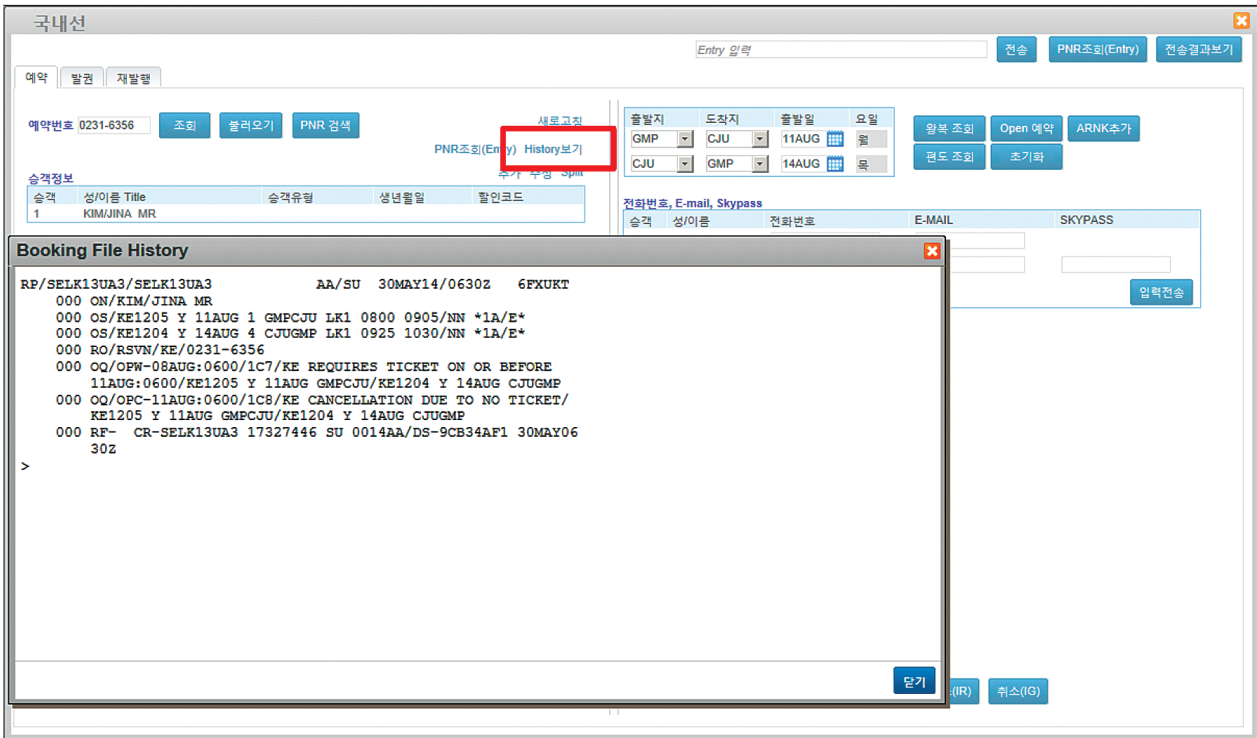 국내선
Entry 입력 전송 PNR조회(Entry) 전송결과보기
예약 발권 재발행
예약번호 0231-6356 조회 불러오기 PNR 검색
새로고침
PNR조회(Entry) History보기
추가 수정 Split
승객정보
승객 성/이름 Title 승객유형 생년월일 할인코드
1 KIM/JINA MR
출발지 도착지 출발일 요일
GMP CJU 11AUG 월
CJU GMP 14AUG 목
왕복 조회 Open 예약 ARNK추가
편도 조회 초기화
전화번호, E-mail, Skypass
승객 성/이름 전화번호 E-MAIL SKYPASS
입력전송
Booking File History
RP/SELK13UA3/SELK13UA3 AA/SU 30MAY14/0630Z 6FXUKT
000 ON/KIM/JINA MR
000 OS/KE1205 Y 11AUG 1 GMPCJU LK1 0800 0905/NN *1A/E*
000 OS/KE1204 Y 14AUG 4 CJUGMP LK1 0925 1030/NN *1A/E*
000 RO/RSVN/KE/0231-6356
000 OQ/OPW-08AUG:0600/1C7/KE REQUIRES TICKET ON OR BEFORE
11AUG:0600/KE1205 Y 11AUG GMPCJU/KE1204 Y 14AUG CJUGMP
000 OQ/OPC-11AUG:0600/1C8/KE CANCELLATION DUE TO NO TICKET/
KE1205 Y 11AUG GMPCJU/KE1204 Y 14AUG CJUGMP
000 RF- CR-SELK13UA3 17327446 SU 0014AA/DS-9CB34AF1 30MAY06
30Z
>
닫기
(IR) 취소(IG)